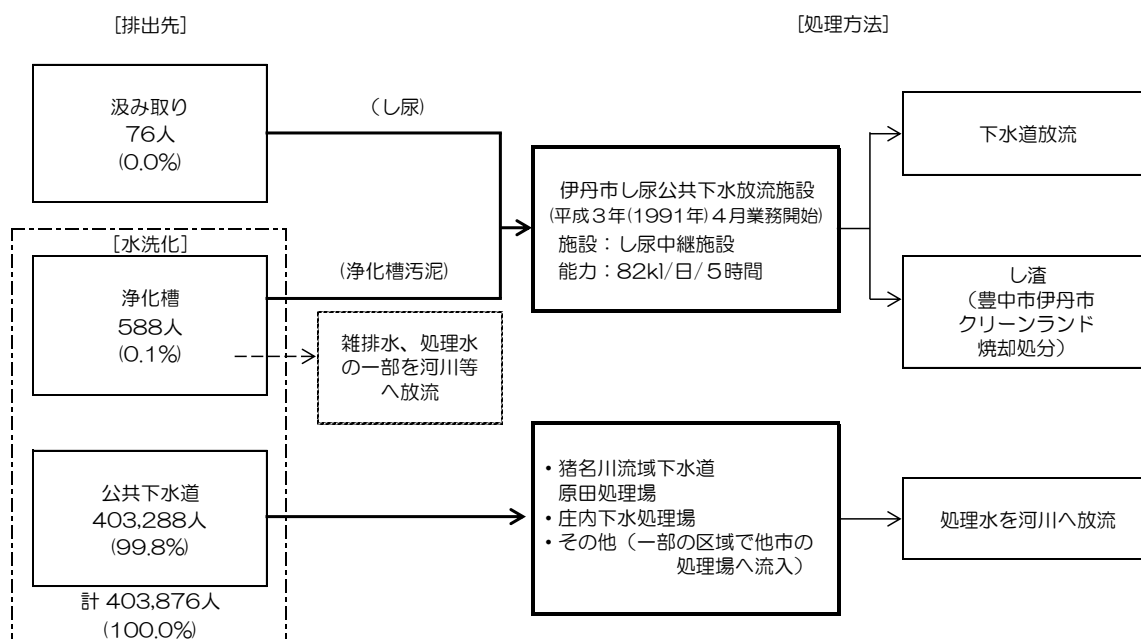 [排出先]
[処理方法]
汲み取り
76人
(0.0%)
（し尿）
[水洗化]
浄化槽
588人
(0.1%)
(浄化槽汚泥)
雑排水、処理水
の一部を河川等
へ放流
公共下水道
403,288人
(99.8%)
計 403,876人
(100.0%)
伊丹市し尿公共下水放流施設
(平成３年(1991年)４月業務開始)
施設：し尿中継施設
能力：82kl/日/５時間
下水道放流
し渣
（豊中市伊丹市
クリーンランド
焼却処分）
・猪名川流域下水道
原田処理場
・庄内下水処理場
・その他（一部の区域で他市の
処理場へ流入）
処理水を河川へ放流